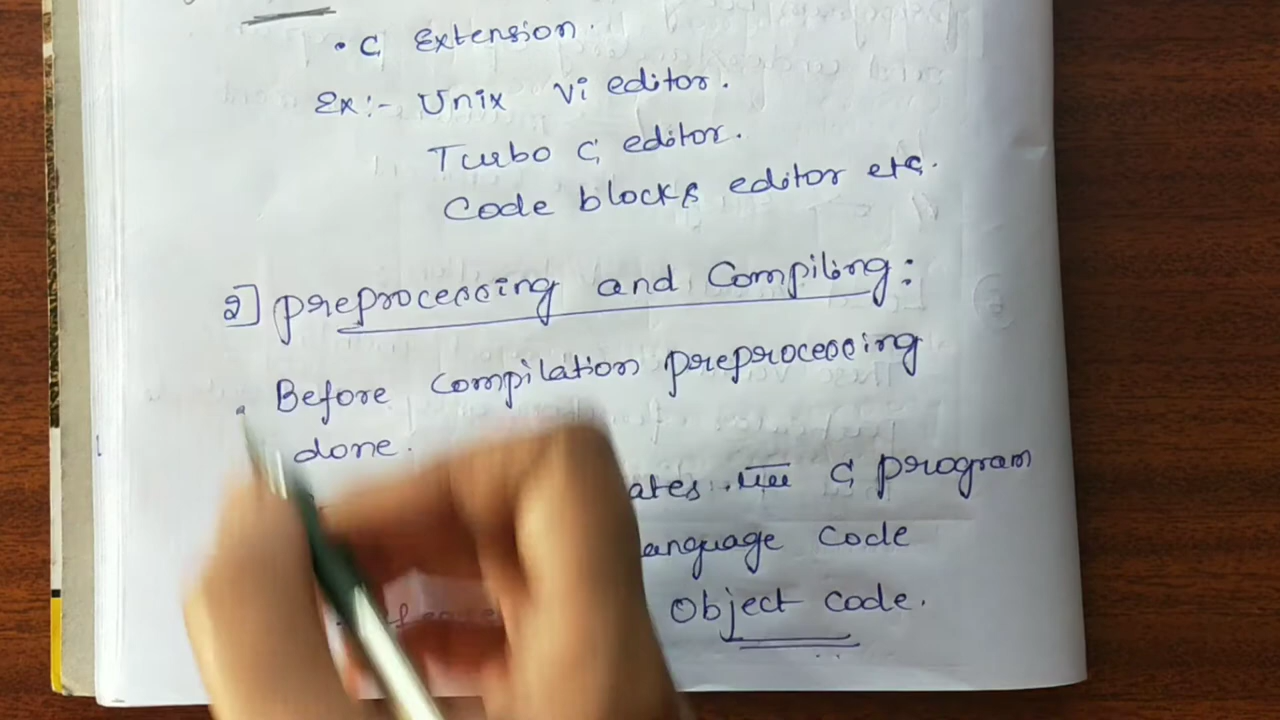 . C Extension.
Ex:- Unix Vi editor.
Turbo C editor.
Code blocks editor etc.
2] preprocessing and Compiling:
. Before compilation preprocessing
done.
ates C program
anguage code
Object code.